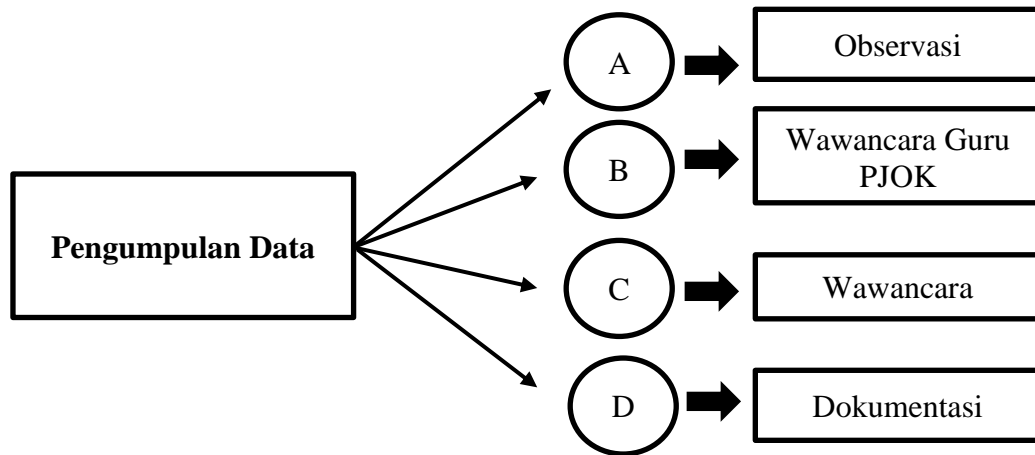 A
Observasi
B
Wawancara Guru
PJOK
Pengumpulan Data
C
Wawancara
D
Dokumentasi